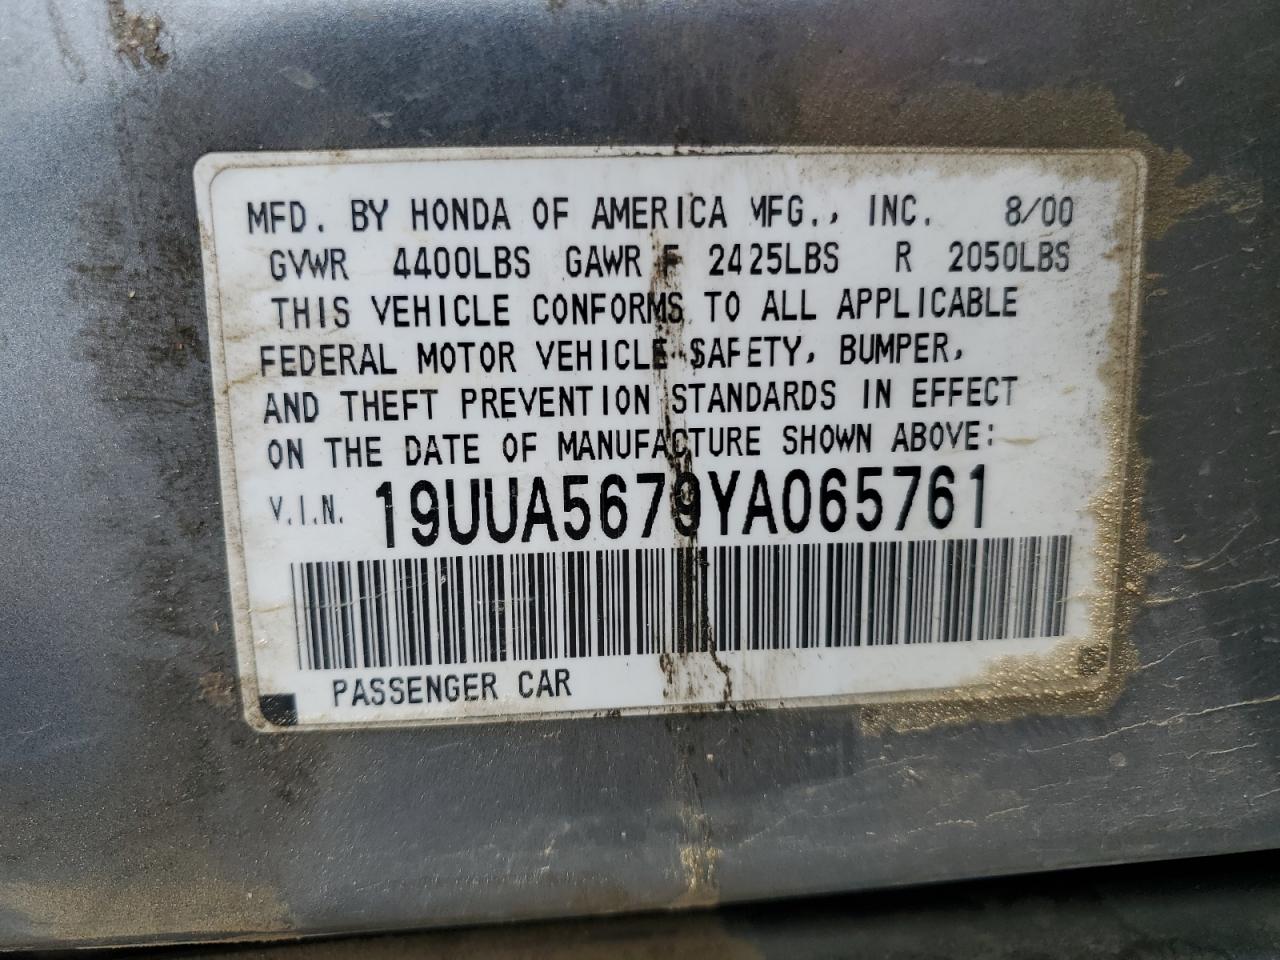 MFD. BY HONDA OF AMERICA MFG., INC. 8/00
GVWR 4400LBS GAWR F 2425LBS R 2050LBS
THIS VEHICLE CONFORMS TO ALL APPLICABLE
FEDERAL MOTOR VEHICLE SAFETY, BUMPER,
AND THEFT PREVENTION STANDARDS IN EFFECT
ON THE DATE OF MANUFACTURE SHOWN ABOVE:
V.I.N. 19UUA5679YA065761
PASSENGER CAR